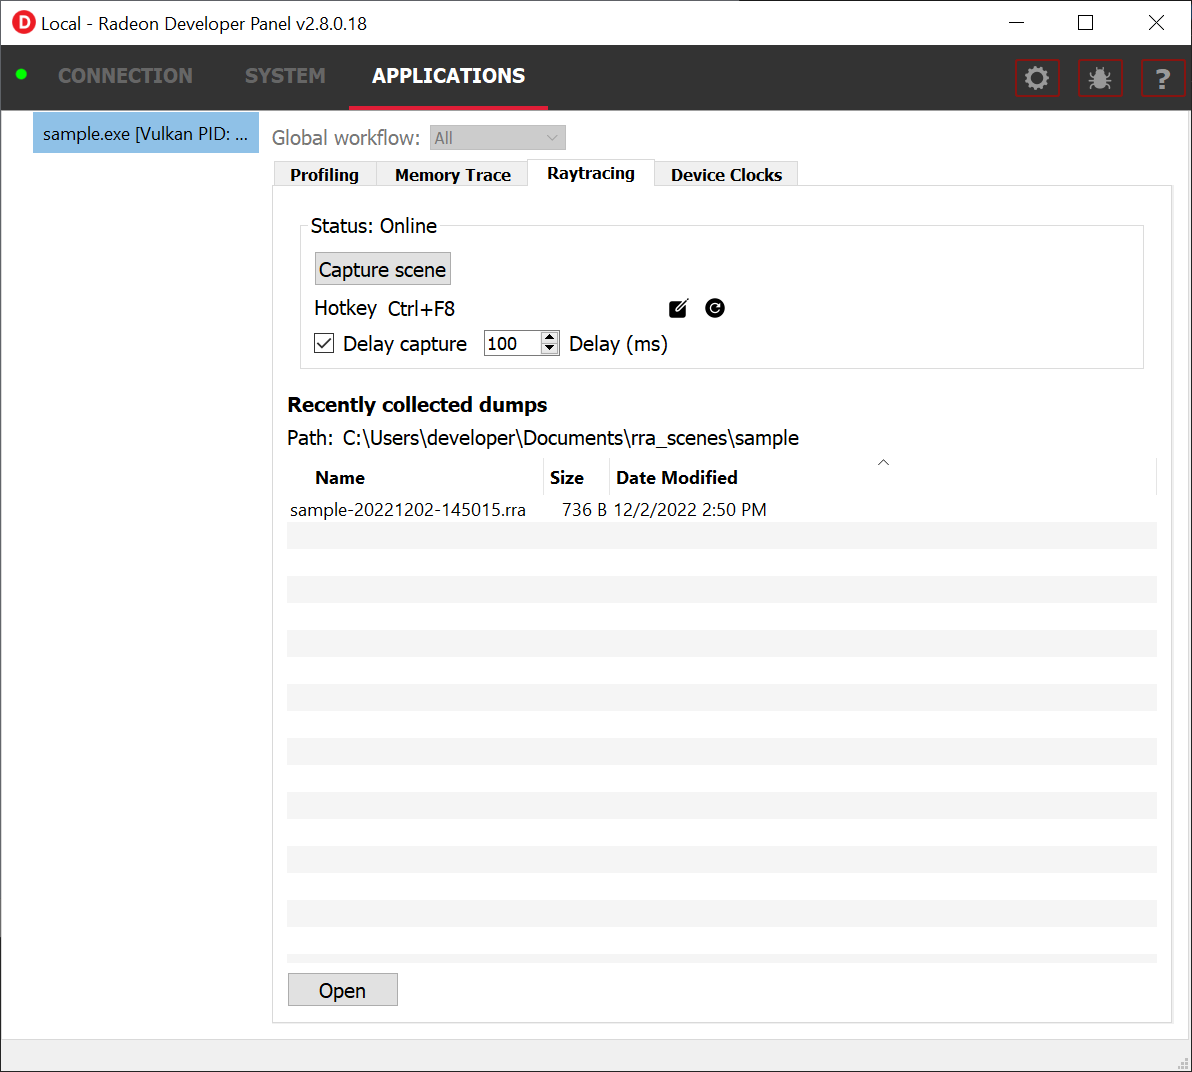 Local - Radeon Developer Panel v2.8.0.18
CONNECTION SYSTEM APPLICATIONS ?
sample.exe [Vulkan PID: ...
Global workflow: All
Profiling Memory Trace Raytracing Device Clocks
Status: Online
Capture scene
Hotkey Ctrl+F8
Delay capture 100 Delay (ms)
Recently collected dumps
Path: C:\Users\developer\Documents\rra_scenes\sample
Name Size Date Modified
sample-20221202-145015.rra 736 B 12/2/2022 2:50 PM
Open